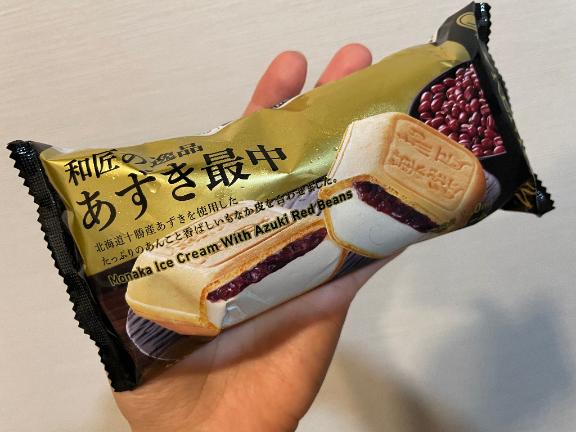 和匠の逸品
あずき最中
北海道十勝産あずきを使用した
たっぷりのあんこと香ばしいもなか皮を合わせました。
Monaka Ice Cream With Azuki Red Beans